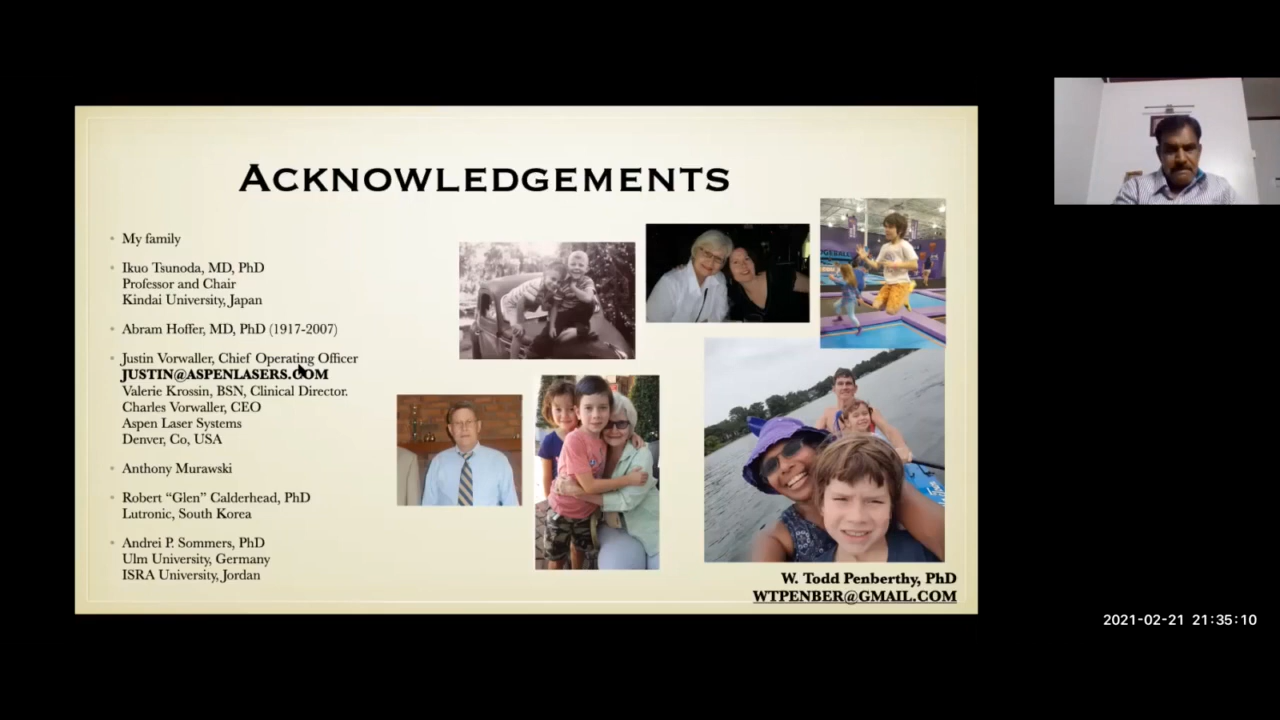 ACKNOWLEDGEMENTS
My family
Ikuo Tsunoda, MD, PhD
Professor and Chair
Kindai University, Japan
Abram Hoffer, MD, PhD (1917-2007)
Justin Vorwaller, Chief Operating Officer
JUSTIN@ASPENLASERS.COM
Valerie Krossin, BSN, Clinical Director.
Charles Vorwaller, CEO
Aspen Laser Systems
Denver, Co, USA
Anthony Murawski
Robert “Glen” Calderhead, PhD
Lutronic, South Korea
Andrei P. Sommers, PhD
Ulm University, Germany
ISRA University, Jordan
W. Todd Penberthy, PhD
WTPENBER@GMAIL.COM
2021-02-21 21:35:10